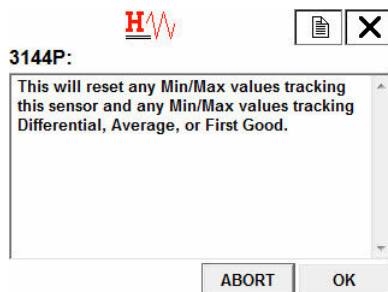 H
3144P:
This will reset any Min/Max values tracking
this sensor and any Min/Max values tracking
Differential, Average, or First Good.
ABORT OK